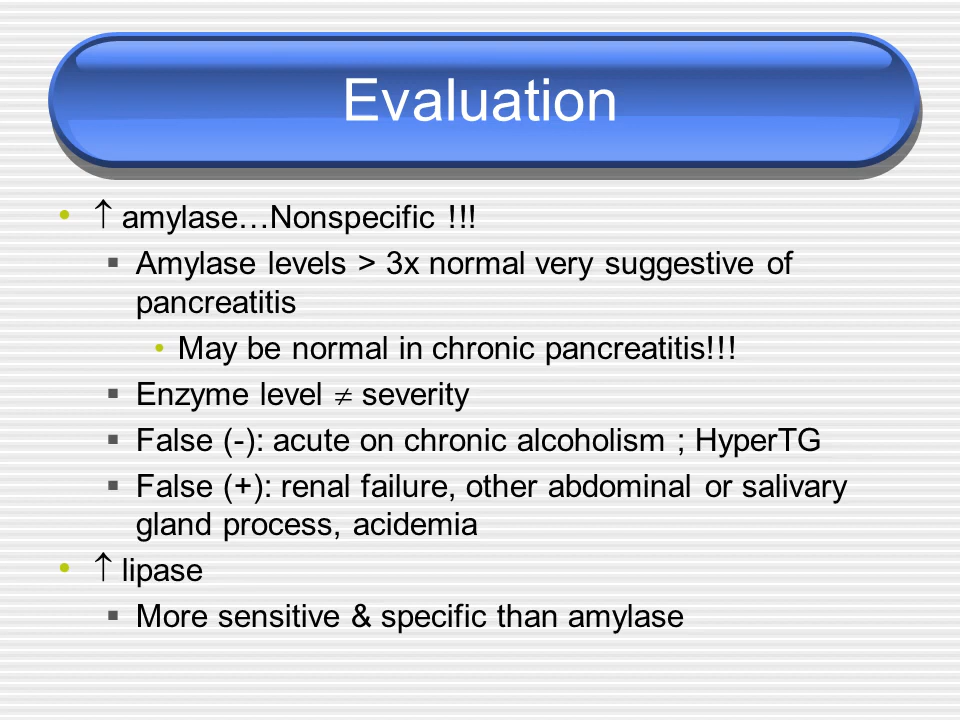 Evaluation
• ↑ amylase…Nonspecific !!!
▪ Amylase levels > 3x normal very suggestive of
pancreatitis
• May be normal in chronic pancreatitis!!!
▪ Enzyme level ≠ severity
▪ False (-): acute on chronic alcoholism ; HyperTG
▪ False (+): renal failure, other abdominal or salivary
gland process, acidemia
• ↑ lipase
▪ More sensitive & specific than amylase